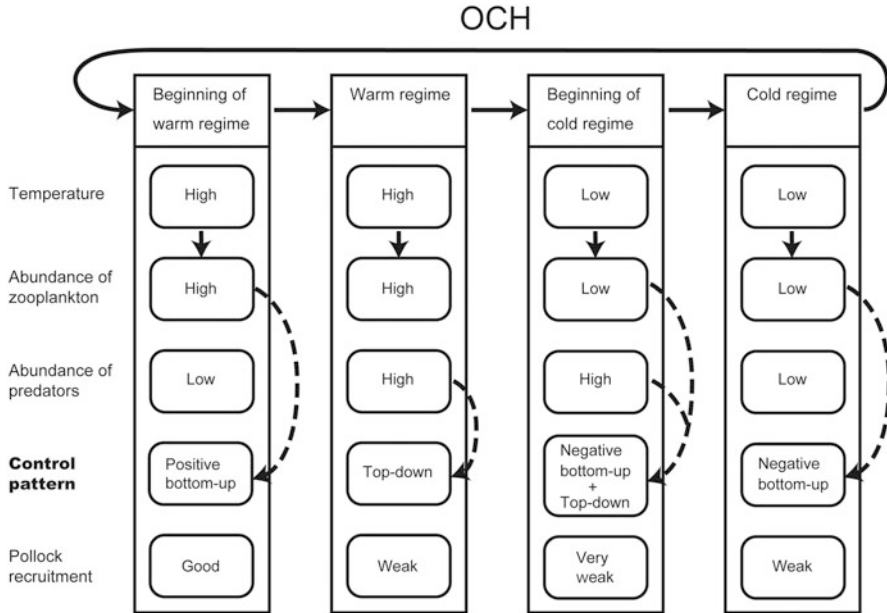 OCH
Beginning of
warm regime
Warm regime
Beginning of
cold regime
Cold regime
Temperature
High
High
Low
Low
Abundance of
zooplankton
High
High
Low
Low
Abundance of
predators
Low
High
High
Low
Control
pattern
Positive
bottom-up
Top-down
Negative
bottom-up
+
Top-down
Negative
bottom-up
Pollock
recruitment
Good
Weak
Very
weak
Weak